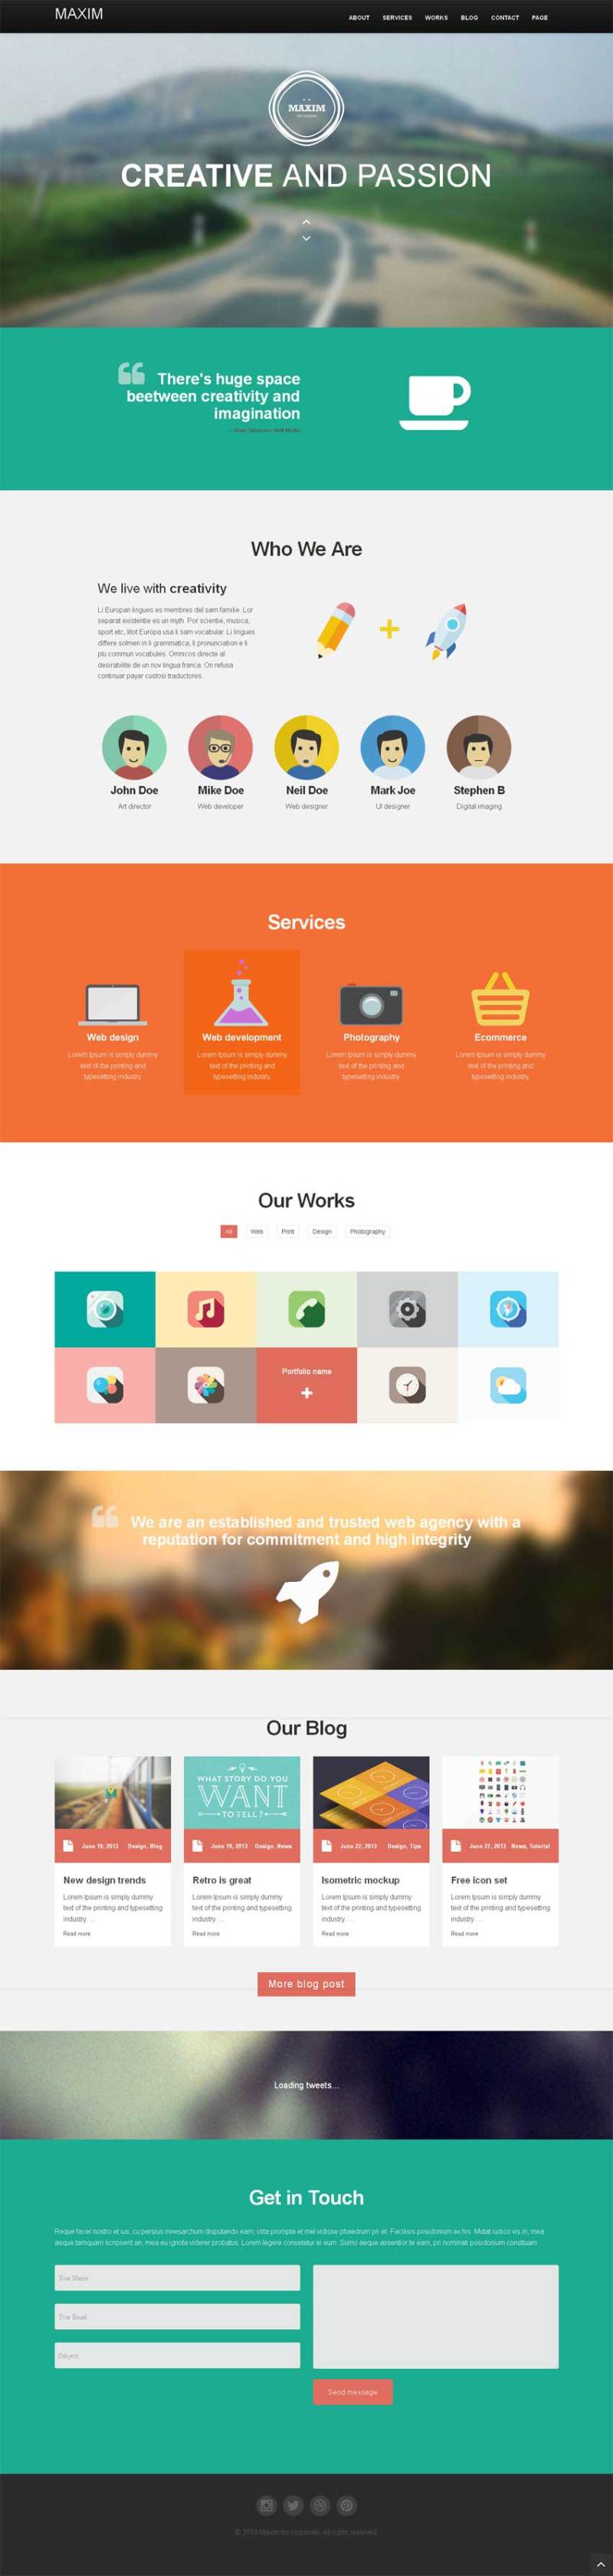 MAXIM
ABOUT SERVICES WORKS BLOG CONTACT PAGE
MAXIM
CREATIVE AND PASSION
There's huge space
beetween creativity and
imagination
Who We Are
We live with creativity
Li Europan lingues es membres del sam familie. Lor
separat existentie es un myth. Por scientie, musica,
sport etc, litot Europa usa li sam vocabular. Li lingues
differe solmen in li grammatica, li pronunciation e li
plu commun vocabules. Omnicos directe al
desirabilite de un nov lingua franca. On refusa
continuar payar custosi traductores.
John Doe Mike Doe Neil Doe Mark Joe Stephen B
Art director Web developer Web designer UI designer Digital imaging
Services
Web design Web development Photography Ecommerce
Lorem Ipsum is simply dummy Lorem Ipsum is simply dummy Lorem Ipsum is simply dummy Lorem Ipsum is simply dummy
text of the printing and text of the printing and text of the printing and text of the printing and
typesetting industry. typesetting industry. typesetting industry. typesetting industry.
Our Works
All Web Print Design Photography
Portfolio name
We are an established and trusted web agency with a
reputation for commitment and high integrity
Our Blog
WHAT STORY DO YOU
WANT
TO TELL?
June 19, 2013 Design, News June 22, 2013 Design, Tips June 27, 2013 News, Tutorial
New design trends Retro is great Isometric mockup Free icon set
Lorem Ipsum is simply dummy Lorem Ipsum is simply dummy Lorem Ipsum is simply dummy Lorem Ipsum is simply dummy
text of the printing and typesetting text of the printing and typesetting text of the printing and typesetting text of the printing and typesetting
industry. ... industry. ... industry. ... industry. ...
Read more Read more Read more Read more
More blog post
Loading tweets...
Get in Touch
Reque facer nostro et ius, cu persius mnesarchum disputando eam, clita prompta et mel vidisse phaedrum pri et. Facilisis posidonium ex his. Mutat iudico vis in, mea
aeque tamquam scripserit an, mea eu ignota viderer probatus. Lorem legere consetetur ei eum. Sumo aeque assentior te eam, pri nominati posidonium consttuam
Your Name
Your Email
Subject
Send message
© 2013 Maxim Inc corporate. All rights reserved